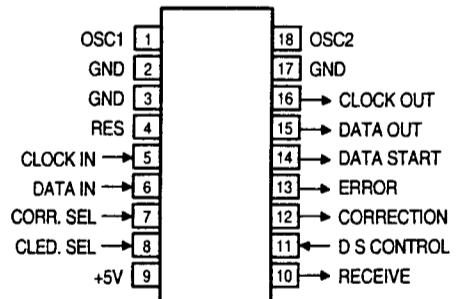 OSC1 1 18 OSC2
GND 2 17 GND
GND 3 16 CLOCK OUT
RES 4 15 DATA OUT
CLOCK IN 5 14 DATA START
DATA IN 6 13 ERROR
CORR. SEL 7 12 CORRECTION
CLED. SEL 8 11 D S CONTROL
+5V 9 10 RECEIVE